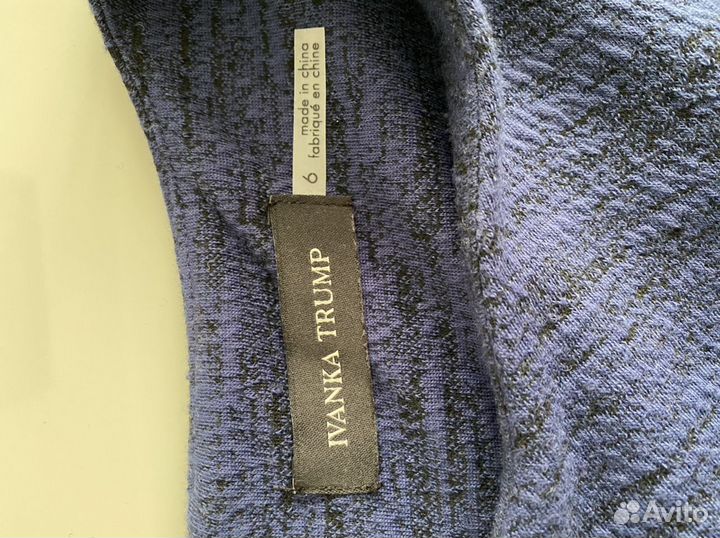 6
made in china
fabriqué en chine
IVANKA TRUMP
Avito